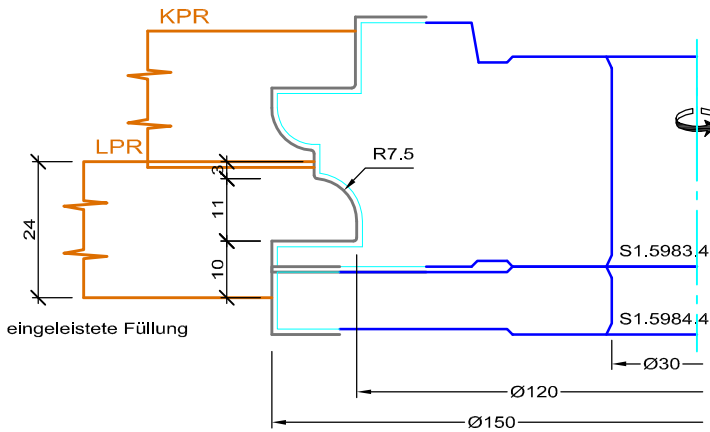 KPR
LPR
R7.5
3
24
11
10
S1.5983.4
S1.5984.4
eingeleistete Füllung
Ø30
Ø120
Ø150